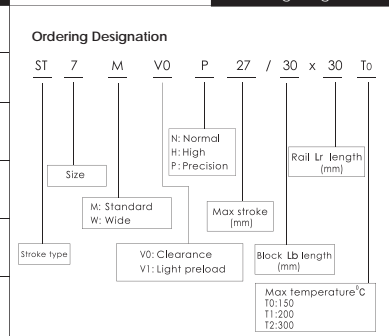 Ordering Designation
ST 7 M V0 P 27 / 30 x 30 T0
N: Normal
H: High
P: Precision
Rail Lr length
(mm)
Size
M: Standard
W: Wide
Max stroke
(mm)
Stroke type
V0: Clearance
V1: Light preload
Block Lb length
(mm)
Max temperature °C
T0:150
T1:200
T2:300